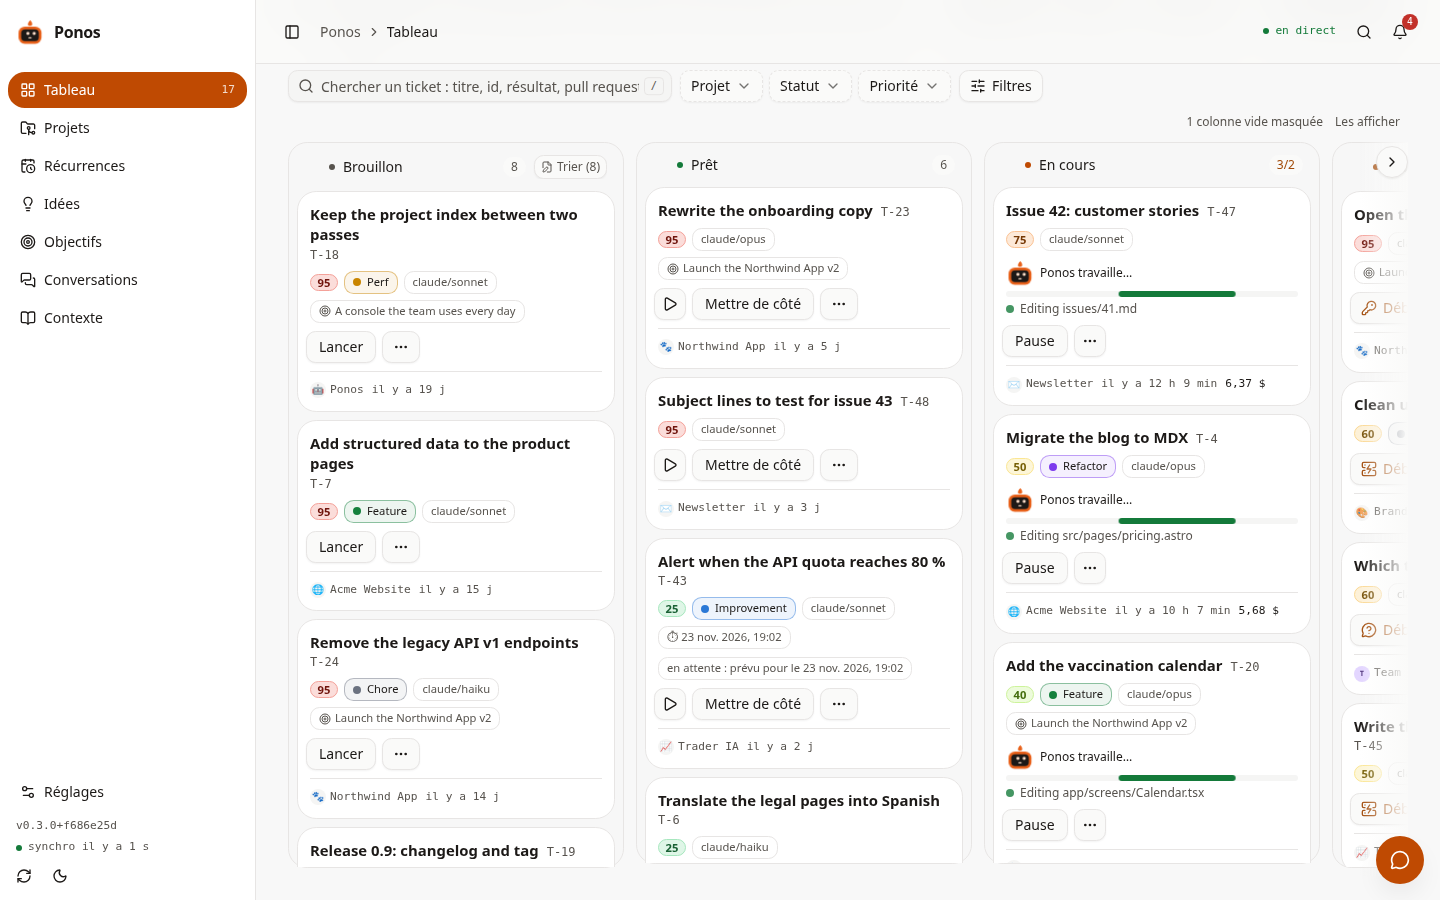 Ponos
Tableau
17
Projets
Récurrences
Idées
Objectifs
Conversations
Contexte
Réglages
v0.3.0+f686e25d
synchro il y a 1 s
Ponos > Tableau
en direct
4
Chercher un ticket : titre, id, résultat, pull request
/
Projet
Statut
Priorité
Filtres
1 colonne vide masquée
Les afficher
Brouillon
8
Trier (8)
Keep the project index between two
passes
T-18
95
Perf
claude/sonnet
A console the team uses every day
Lancer
Ponos il y a 19 j
Add structured data to the product
pages
T-7
95
Feature
claude/sonnet
Lancer
Acme Website il y a 15 j
Remove the legacy API v1 endpoints
T-24
95
Chore
claude/haiku
Launch the Northwind App v2
Lancer
Northwind App il y a 14 j
Release 0.9: changelog and tag T-19
Prêt
6
Rewrite the onboarding copy T-23
95
claude/opus
Launch the Northwind App v2
Mettre de côté
Northwind App il y a 5 j
Subject lines to test for issue 43 T-48
95
claude/sonnet
Mettre de côté
Newsletter il y a 3 j
Alert when the API quota reaches 80 %
T-43
25
Improvement
claude/sonnet
23 nov. 2026, 19:02
en attente : prévu pour le 23 nov. 2026, 19:02
Mettre de côté
Trader IA il y a 2 j
Translate the legal pages into Spanish
T-6
25
claude/haiku
En cours
3/2
Issue 42: customer stories T-47
75
claude/sonnet
Ponos travaille…
Editing issues/41.md
Pause
Newsletter il y a 12 h 9 min 6,37 $
Migrate the blog to MDX T-4
50
Refactor
claude/opus
Ponos travaille…
Editing src/pages/pricing.astro
Pause
Acme Website il y a 10 h 7 min 5,68 $
Add the vaccination calendar T-20
40
Feature
claude/opus
Launch the Northwind App v2
Ponos travaille…
Editing app/screens/Calendar.tsx
Pause
Open
95
Clean
60
Which
60
Team
Write
T-45
50